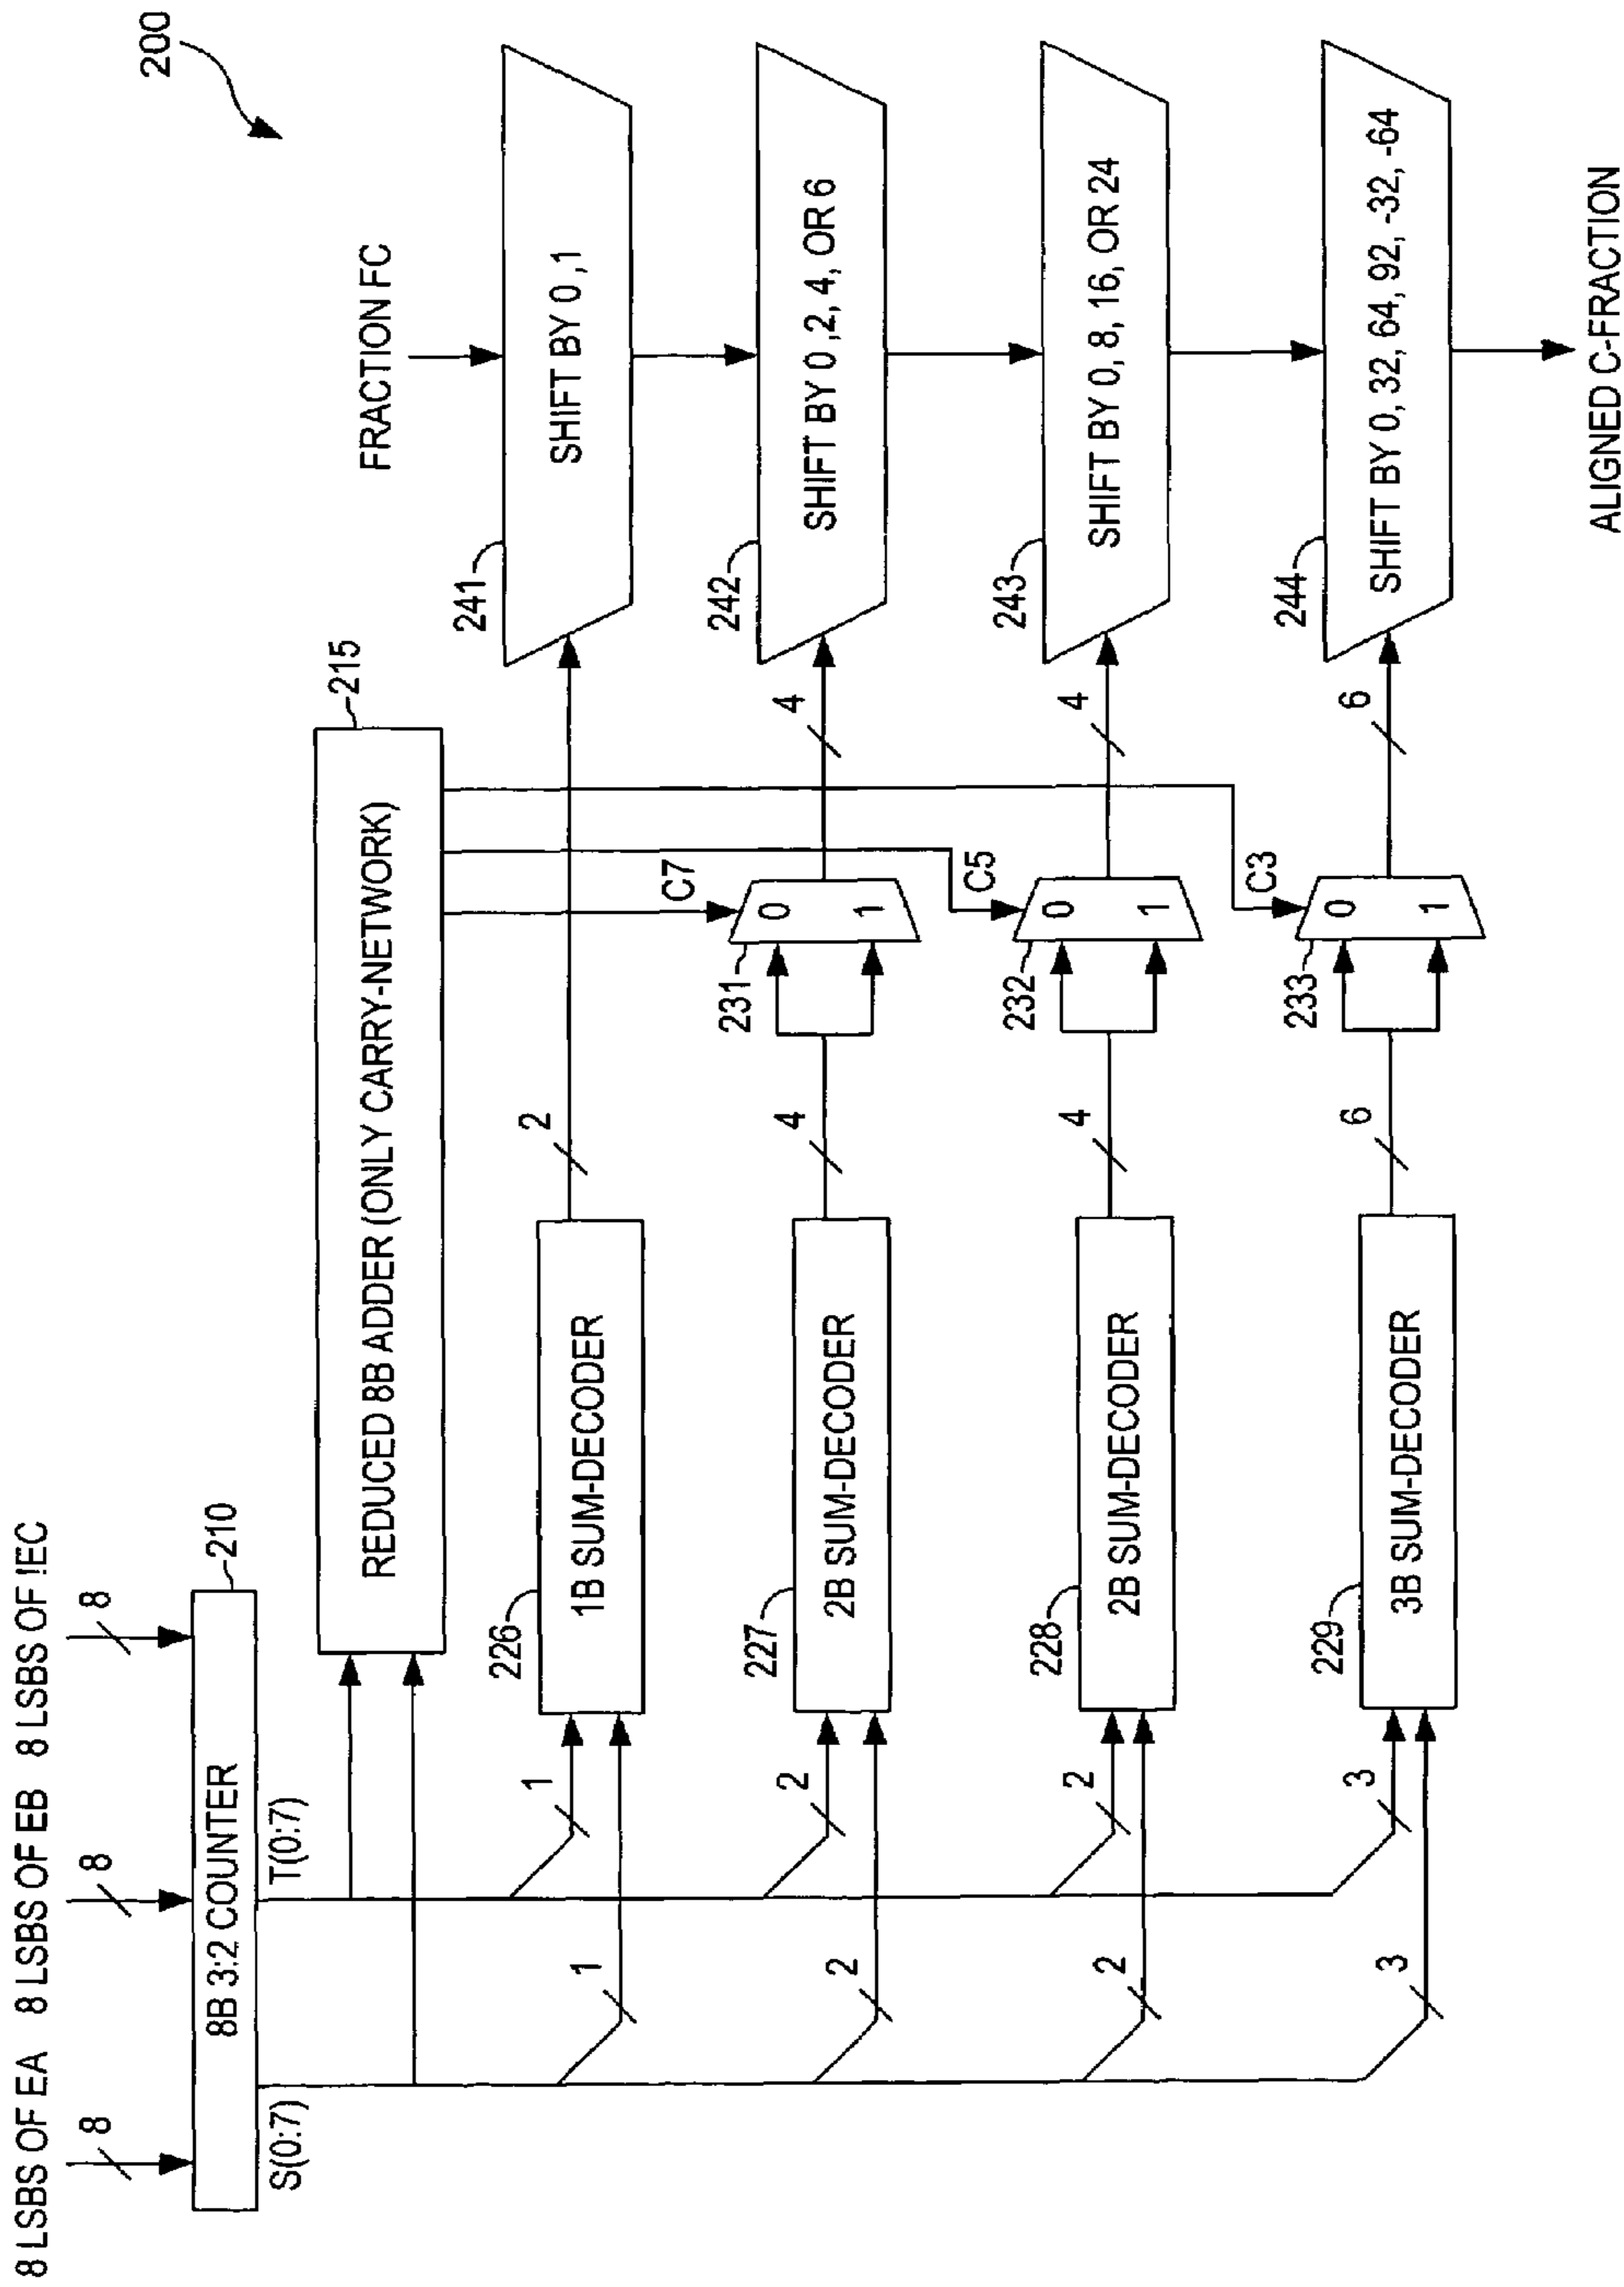 200
8 LSBS OF EA 8 LSBS OF EB 8 LSBS OF !EC
8
8
8
8B 3:2 COUNTER
210
S(0:7)
T(0:7)
REDUCED 8B ADDER (ONLY CARRY-NETWORK)
215
FRACTION FC
1
1
226
1B SUM-DECODER
2
241
SHIFT BY 0 ,1
2
2
227
2B SUM-DECODER
4
231
C7
0
1
4
242
SHIFT BY 0 ,2, 4, OR 6
2
2
228
2B SUM-DECODER
4
232
C5
0
1
4
243
SHIFT BY 0, 8, 16, OR 24
3
3
229
3B SUM-DECODER
6
233
C3
0
1
6
244
SHIFT BY 0, 32, 64, 92, -32, -64
ALIGNED C-FRACTION